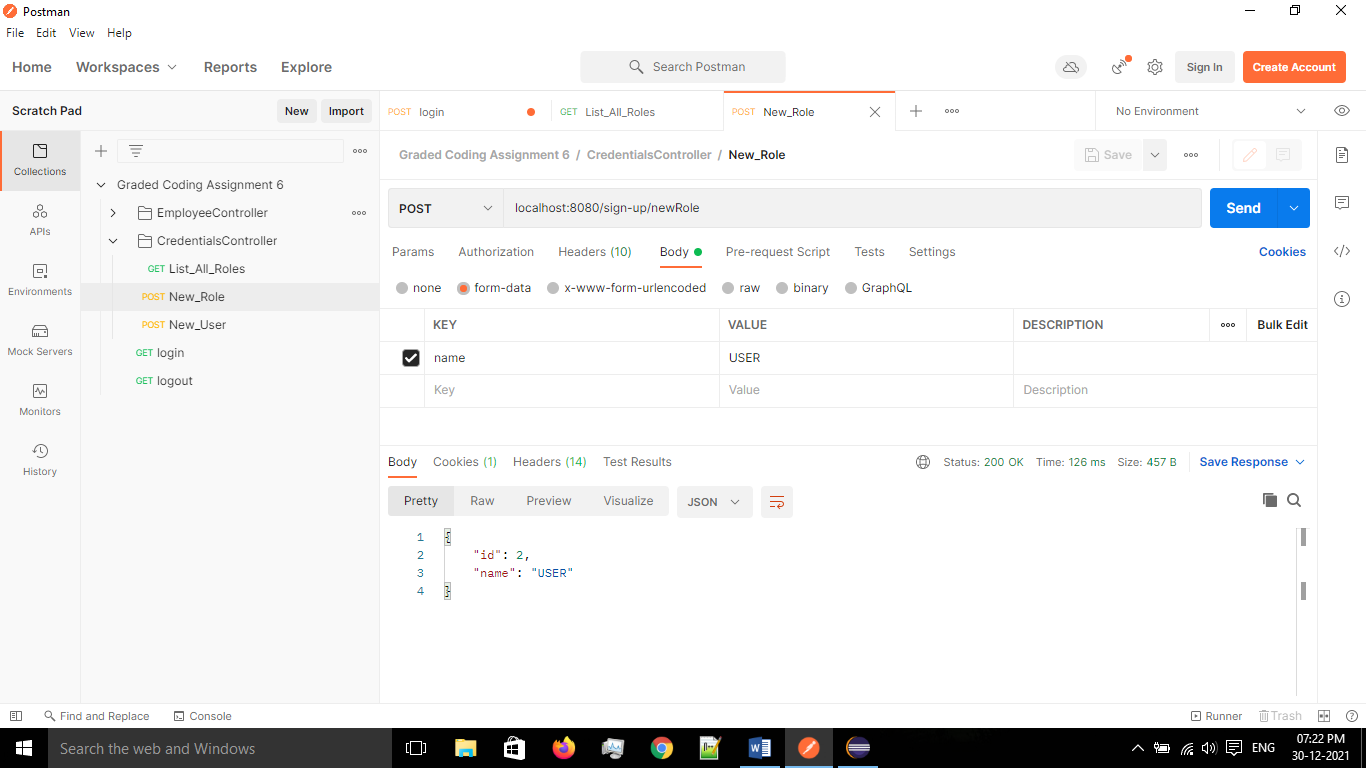 Postman
File Edit View Help
Home Workspaces Reports Explore Search Postman Sign In Create Account
Scratch Pad New Import
POST login GET List_All_Roles POST New_Role No Environment
Graded Coding Assignment 6 / CredentialsController / New_Role Save
Collections
APIs
Environments
Mock Servers
Monitors
History
Graded Coding Assignment 6
EmployeeController
CredentialsController
GET List_All_Roles
POST New_Role
POST New_User
GET login
GET logout
POST localhost:8080/sign-up/newRole Send
Params Authorization Headers (10) Body Pre-request Script Tests Settings Cookies
none form-data x-www-form-urlencoded raw binary GraphQL
KEY VALUE DESCRIPTION Bulk Edit
name USER
Key Value Description
Body Cookies (1) Headers (14) Test Results Status: 200 OK Time: 126 ms Size: 457 B Save Response
Pretty Raw Preview Visualize JSON
1 {
2 "id": 2,
3 "name": "USER"
4 }
Find and Replace Console Runner Trash
Search the web and Windows ENG 07:22 PM
30-12-2021